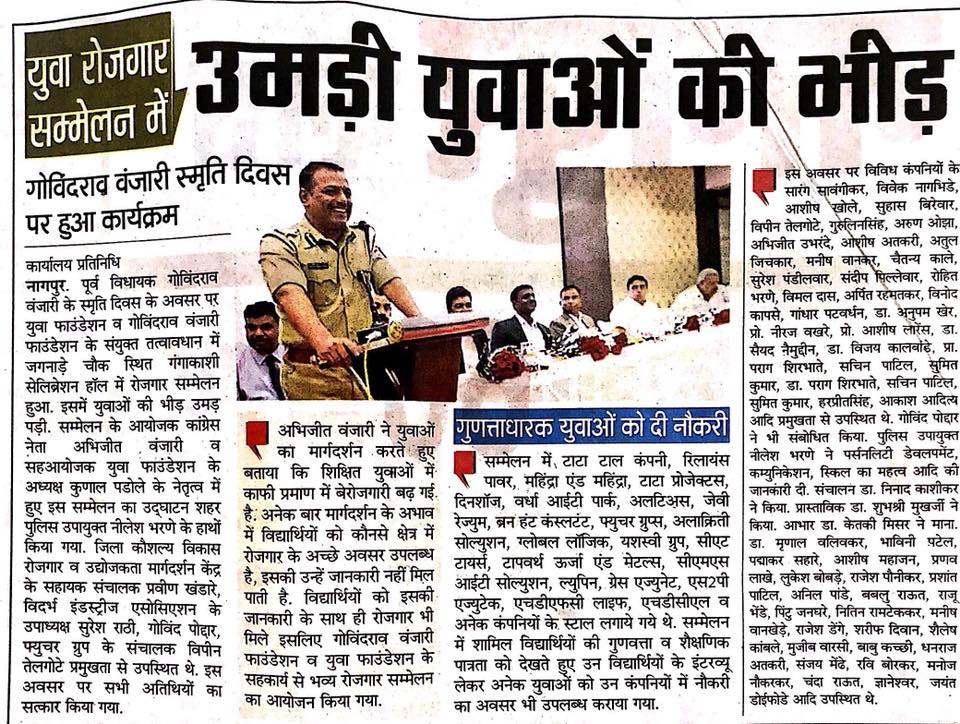 युवा रोजगार
सम्मेलन में
उमड़ी युवाओं की भीड़
गोविंदराव वंजारी स्मृति दिवस
पर हुआ कार्यक्रम
कार्यालय प्रतिनिधि
नागपुर. पूर्व विधायक गोविंदराव
वंजारी के स्मृति दिवस के अवसर पर
युवा फाउंडेशन व गोविंदराव वंजारी
फाउंडेशन के संयुक्त तत्वावधान में
जगनाड़े चौक स्थित गंगाकाशी
सेलिब्रेशन हॉल में रोजगार सम्मेलन
हुआ. इसमें युवाओं की भीड़ उमड़
पड़ी. सम्मेलन के आयोजक कांग्रेस
नेता अभिजीत वंजारी व
सहआयोजक युवा फाउंडेशन के
अध्यक्ष कुणाल पडोले के नेतृत्व में
हुए इस सम्मेलन का उद्घाटन शहर
पुलिस उपायुक्त नीलेश भरणे के हाथों
किया गया. जिला कौशल्य विकास
रोजगार व उद्योजकता मार्गदर्शन केंद्र
के सहायक संचालक प्रवीण खंडारे,
विदर्भ इंडस्ट्रीज एसोसिएशन के
उपाध्यक्ष सुरेश राठी, गोविंद पोद्दार,
फ्युचर ग्रुप के संचालक विपीन
तेलगोटे प्रमुखता से उपस्थित थे. इस
अवसर पर सभी अतिथियों का
सत्कार किया गया.
अभिजीत वंजारी ने युवाओं
का मार्गदर्शन करते हुए
बताया कि शिक्षित युवाओं में
काफी प्रमाण में बेरोजगारी बढ़ गई
है. अनेक बार मार्गदर्शन के अभाव
में विद्यार्थियों को कौनसे क्षेत्र में
रोजगार के अच्छे अवसर उपलब्ध
है, इसकी उन्हें जानकारी नहीं मिल
पाती है. विद्यार्थियों को इसकी
जानकारी के साथ ही रोजगार भी
मिले इसलिए गोविंदराव वंजारी
फाउंडेशन व युवा फाउंडेशन के
सहकार्य से भव्य रोजगार सम्मेलन
का आयोजन किया गया.
गुणत्ताधारक युवाओं को दी नौकरी
सम्मेलन में टाटा टाल कंपनी, रिलायंस
पावर, महिंद्रा एंड महिंद्रा, टाटा प्रोजेक्टस,
दिनशॉज, वर्धा आईटी पार्क, अलटिअ‍ॅस, जेवी
रेज्युम, ब्रन हंट कंस्लटंट, फ्युचर ग्रुप्स, अलाक्रिती
सोल्युशन, ग्लोबल लॉजिक, यशस्वी ग्रुप, सीएट
टायर्स, टापवर्थ ऊर्जा एंड मेटल्स, सीएमएस
आईटी सोल्युशन, ल्युपिन, ग्रेस एज्युनेट, एस2पी
एज्युटेक, एचडीएफसी लाइफ, एचडीसीएल व
अनेक कंपनियों के स्टाल लगाये गये थे. सम्मेलन
में शामिल विद्यार्थियों की गुणवत्ता व शैक्षणिक
पात्रता को देखते हुए उन विद्यार्थियों के इंटरव्यू
लेकर अनेक युवाओं को उन कंपनियों में नौकरी
का अवसर भी उपलब्ध कराया गया.
इस अवसर पर विविध कंपनियों के
सारंग सावंगीकर, विवेक नागभिडे,
आशीष खोले, सुहास बिरेवार,
विपीन तेलगोटे, गुरुलिनसिंह, अरुण ओझा,
अभिजीत उभरंदे, ओशीष अतकरी, अतुल
जिचकार, मनीष वानकर, चैतन्य काले,
सुरेश पंडीलवार, संदीप पिल्लेवार, रोहित
भरणे, विमल दास, अर्पित रहमतकर, विनोद
कापसे, गांधार पटवर्धन, डा. अनुपम खेर,
प्रो. नीरज वखरे, प्रो. आशीष लारेंस, डा.
सैयद नैमुद्दीन, डा. विजय कालवांडे, प्रा.
पराग शिरभाते, सचिन पाटिल, सुमित
कुमार, डा. पराग शिरभाते, सचिन पाटिल,
सुमित कुमार, हरप्रीतसिंह, आकाश आदित्य
आदि प्रमुखता से उपस्थित थे. गोविंद पोद्दार
ने भी संबोधित किया. पुलिस उपायुक्त
नीलेश भरणे ने पर्सनलिटी डेवलपमेंट,
कम्युनिकेशन, स्किल का महत्व आदि की
जानकारी दी. संचालन डा. निनाद काशीकर
ने किया. प्रास्ताविक डा. शुभश्री मुखर्जी ने
किया. आभार डा. केतकी मिसर ने माना.
डा. मृणाल वलिवकर, भाविनी पटेल,
पद्माकर सहारे, आशीष महाजन, प्रणव
लाखे, लुकेश बोबड़े, राजेश पौनीकर, प्रशांत
पाटिल, अनिल पांडे, बबलु राऊत, राजू
भेंडे, पिंटु जनघरे, नितिन रामटेककर, मनीष
वानखेड़े, राजेश डेंगे, शरीफ दिवान, शैलेष
कांबले, मुजीब वारसी, बाबु कच्छी, धनराज
अतकरी, संजय मेंढे, रवि बोरकर, मनोज
नौकरकर, चंदा राऊत, ज्ञानेश्वर, जयंत
डोईफोडे आदि उपस्थित थे.